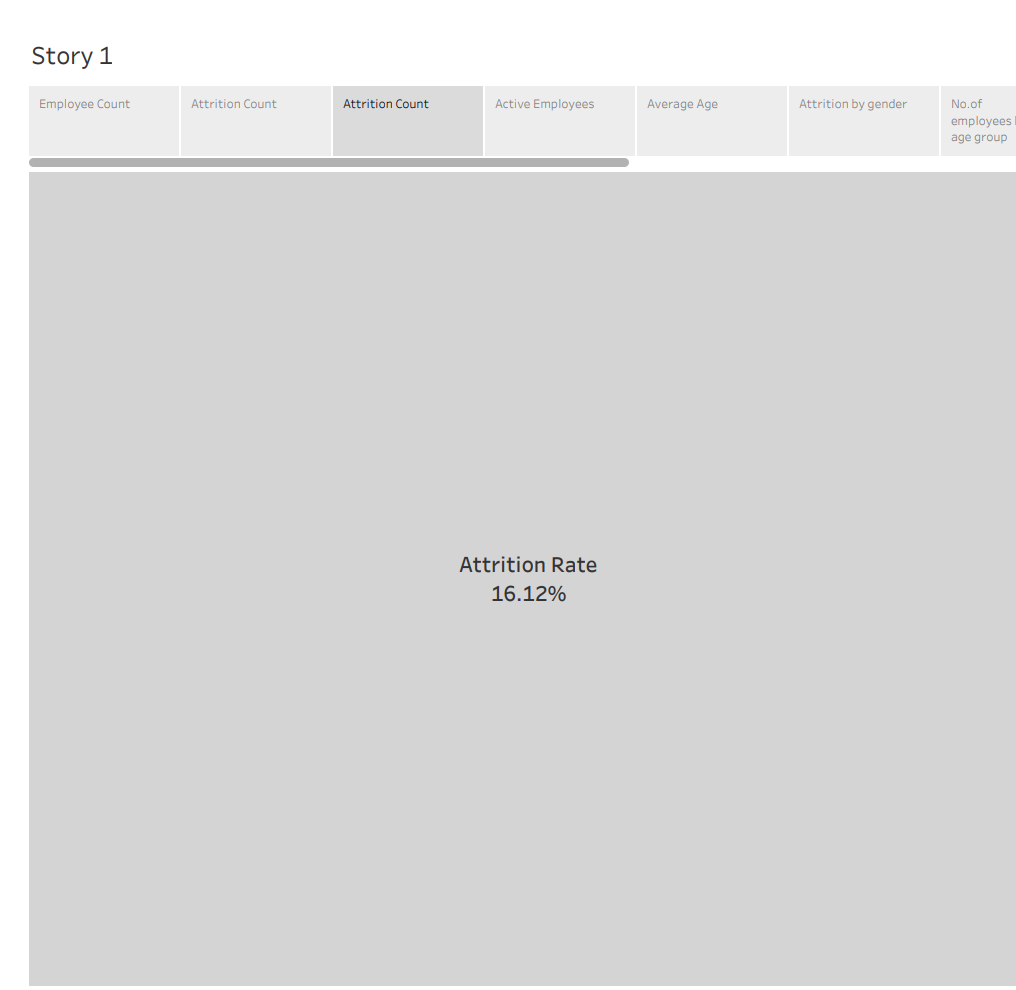 Story 1
Employee Count
Attrition Count
Attrition Count
Active Employees
Average Age
Attrition by gender
No.of
employees
age group
Attrition Rate
16.12%